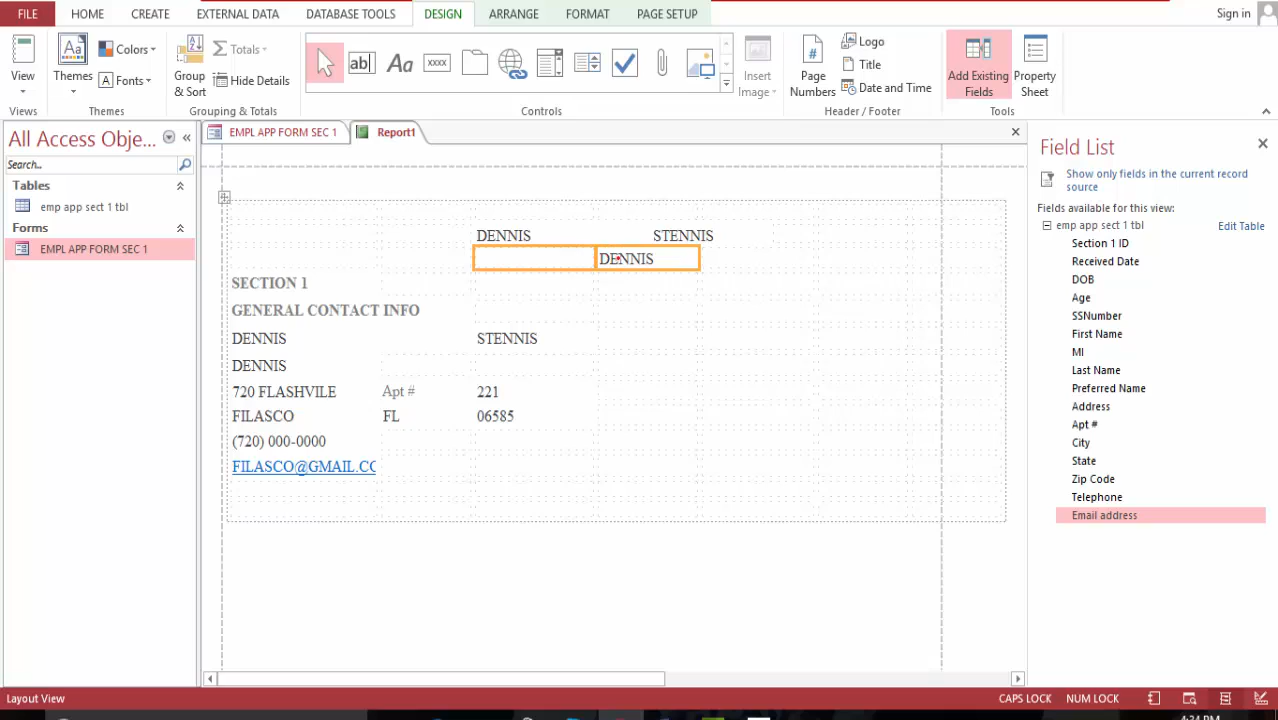 FILE HOME CREATE EXTERNAL DATA DATABASE TOOLS DESIGN ARRANGE FORMAT PAGE SETUP Sign in
View
Views
Aa
Themes
Colors
A Fonts
Themes
Group & Sort
Totals
Hide Details
Grouping & Totals
ab Aa xxxx
Controls
Insert Image
Page Numbers
Logo
Title
Date and Time
Header / Footer
Add Existing Fields
Property Sheet
Tools
All Access Obje...
Search...
Tables
emp app sect 1 tbl
Forms
EMPL APP FORM SEC 1
EMPL APP FORM SEC 1 Report1
DENNIS STENNIS
DENNIS
SECTION 1
GENERAL CONTACT INFO
DENNIS STENNIS
DENNIS
720 FLASHVILE Apt # 221
FILASCO FL 06585
(720) 000-0000
FILASCO@GMAIL.CC
Field List
Show only fields in the current record
source
Fields available for this view:
emp app sect 1 tbl Edit Table
Section 1 ID
Received Date
DOB
Age
SSNumber
First Name
MI
Last Name
Preferred Name
Address
Apt #
City
State
Zip Code
Telephone
Email address
Layout View CAPS LOCK NUM LOCK